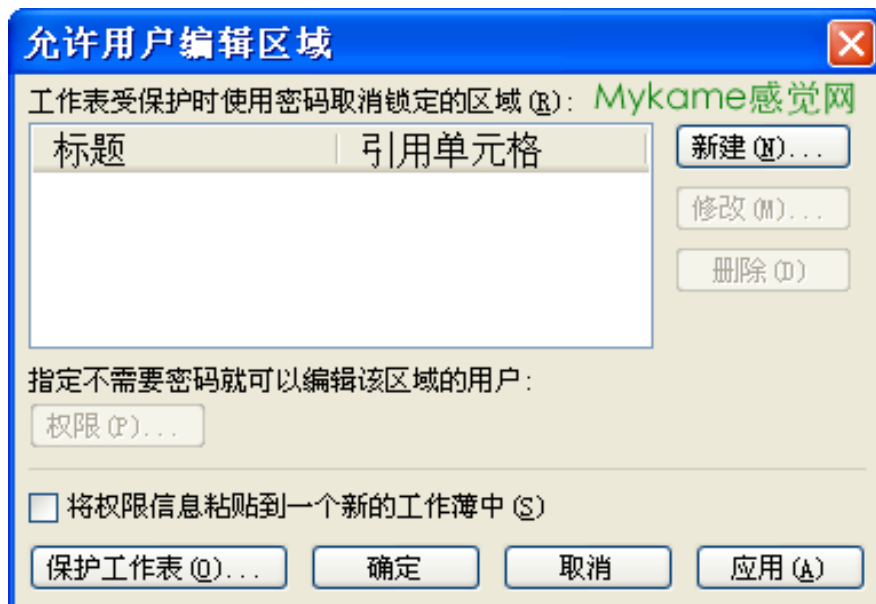 允许用户编辑区域
工作表受保护时使用密码取消锁定的区域(R): Mykame感觉网
标题 引用单元格 新建(N)...
修改(M)...
删除(D)
指定不需要密码就可以编辑该区域的用户:
权限(P)...
将权限信息粘贴到一个新的工作薄中(S)
保护工作表(O)... 确定 取消 应用(A)